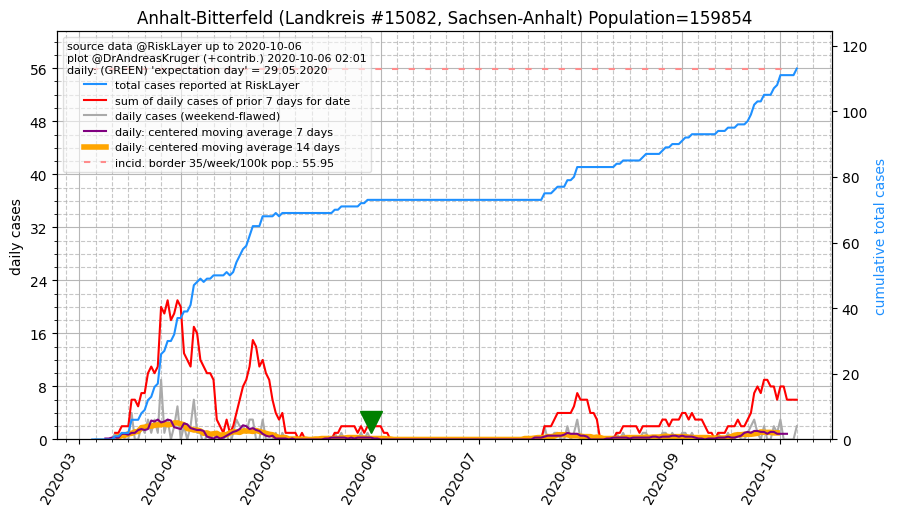 Anhalt-Bitterfeld (Landkreis #15082, Sachsen-Anhalt) Population=159854
source data @RiskLayer up to 2020-10-06
plot @DrAndreasKruger (+contrib.) 2020-10-06 02:01
daily: (GREEN) 'expectation day' = 29.05.2020
total cases reported at RiskLayer
sum of daily cases of prior 7 days for date
daily cases (weekend-flawed)
daily: centered moving average 7 days
daily: centered moving average 14 days
incid. border 35/week/100k pop.: 55.95
daily cases
56
48
40
32
24
16
8
0
120
100
80
60
40
20
0
cumulative total cases
2020-03
2020-04
2020-05
2020-06
2020-07
2020-08
2020-09
2020-10